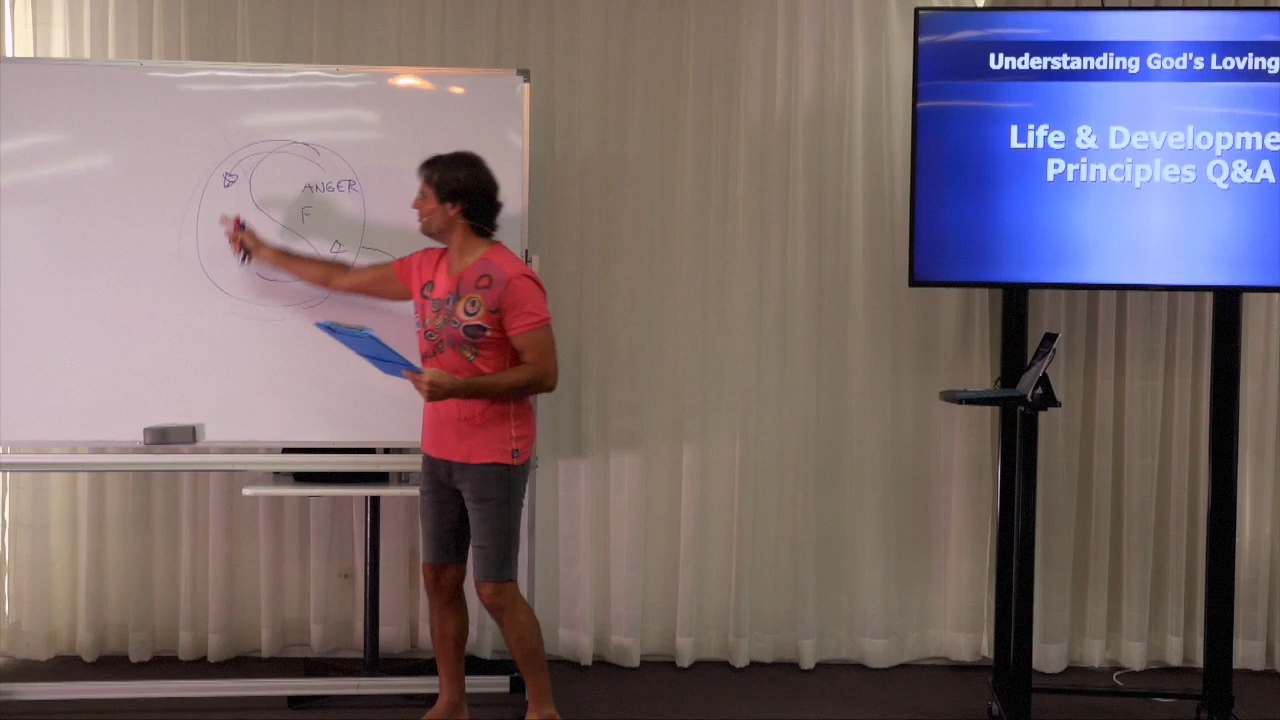 ANGER
F
Understanding God's Loving
Life & Developme
Principles Q&A